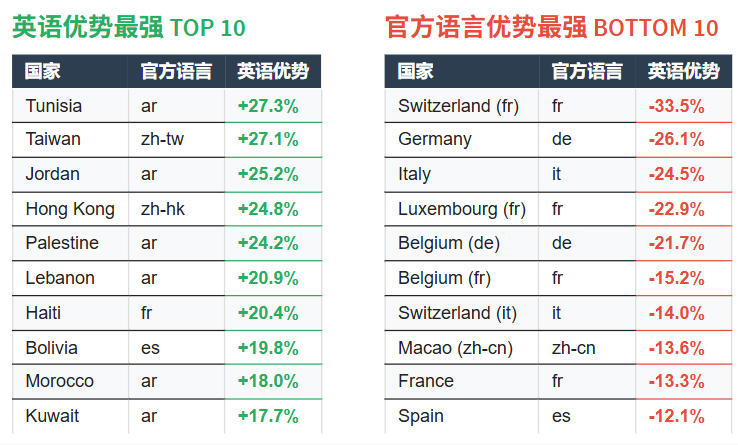 英语优势最强 TOP 10
国家 官方语言 英语优势
Tunisia ar +27.3%
Taiwan zh-tw +27.1%
Jordan ar +25.2%
Hong Kong zh-hk +24.8%
Palestine ar +24.2%
Lebanon ar +20.9%
Haiti fr +20.4%
Bolivia es +19.8%
Morocco ar +18.0%
Kuwait ar +17.7%
官方语言优势最强 BOTTOM 10
国家 官方语言 英语优势
Switzerland (fr) fr -33.5%
Germany de -26.1%
Italy it -24.5%
Luxembourg (fr) fr -22.9%
Belgium (de) de -21.7%
Belgium (fr) fr -15.2%
Switzerland (it) it -14.0%
Macao (zh-cn) zh-cn -13.6%
France fr -13.3%
Spain es -12.1%